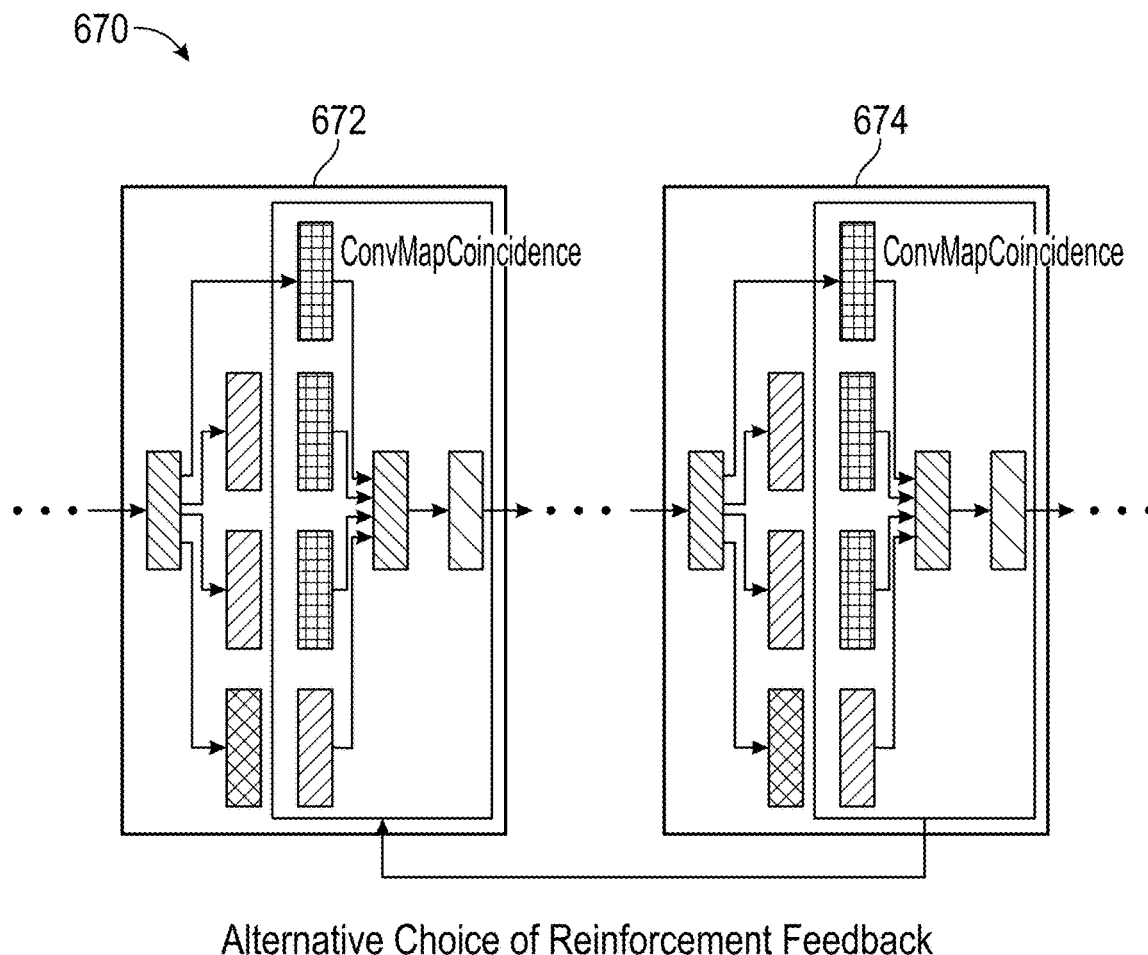 670
672 674
ConvMapCoincidence ConvMapCoincidence
Alternative Choice of Reinforcement Feedback